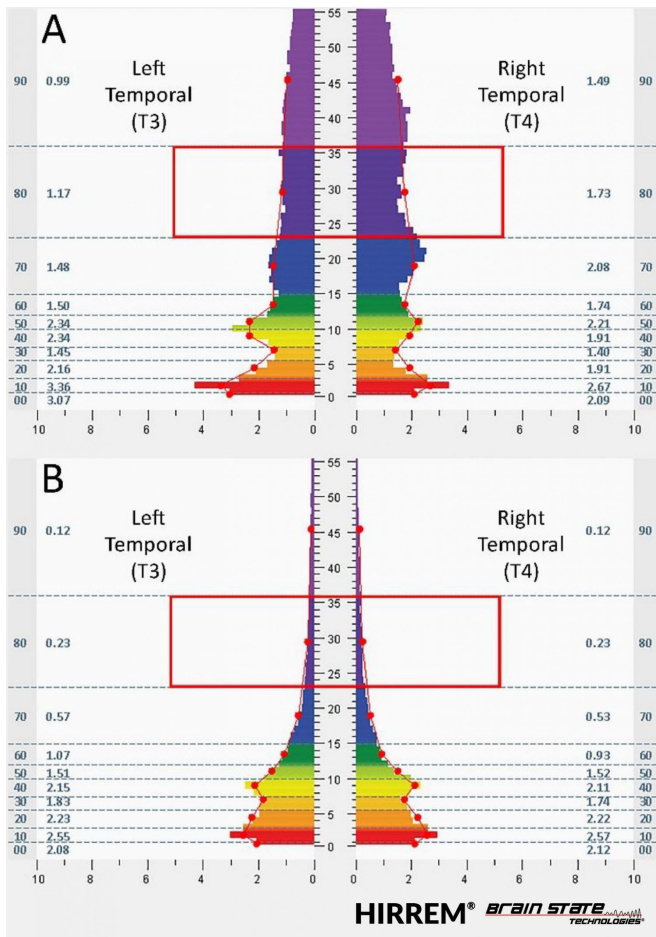 A
Left
Temporal
(T3)
Right
Temporal
(T4)
55
50
45
40
35
30
25
20
15
10
5
0
90 0.99 1.49 90
80 1.17 1.73 80
70 1.48 2.08 70
60 1.50 1.74 60
50 2.34 2.21 50
40 2.34 1.91 40
30 1.45 1.40 30
20 2.16 1.91 20
10 3.36 2.67 10
00 3.07 2.09 00
10 8 6 4 2 0 0 2 4 6 8 10
B
Left
Temporal
(T3)
Right
Temporal
(T4)
55
50
45
40
35
30
25
20
15
10
5
0
90 0.12 0.12 90
80 0.23 0.23 80
70 0.57 0.53 70
60 1.07 0.93 60
50 1.51 1.52 50
40 2.15 2.11 40
30 1.83 1.74 30
20 2.23 2.22 20
10 2.55 2.57 10
00 2.08 2.12 00
10 8 6 4 2 0 0 2 4 6 8 10
HIRREM® BRAIN STATE
TECHNOLOGIES®